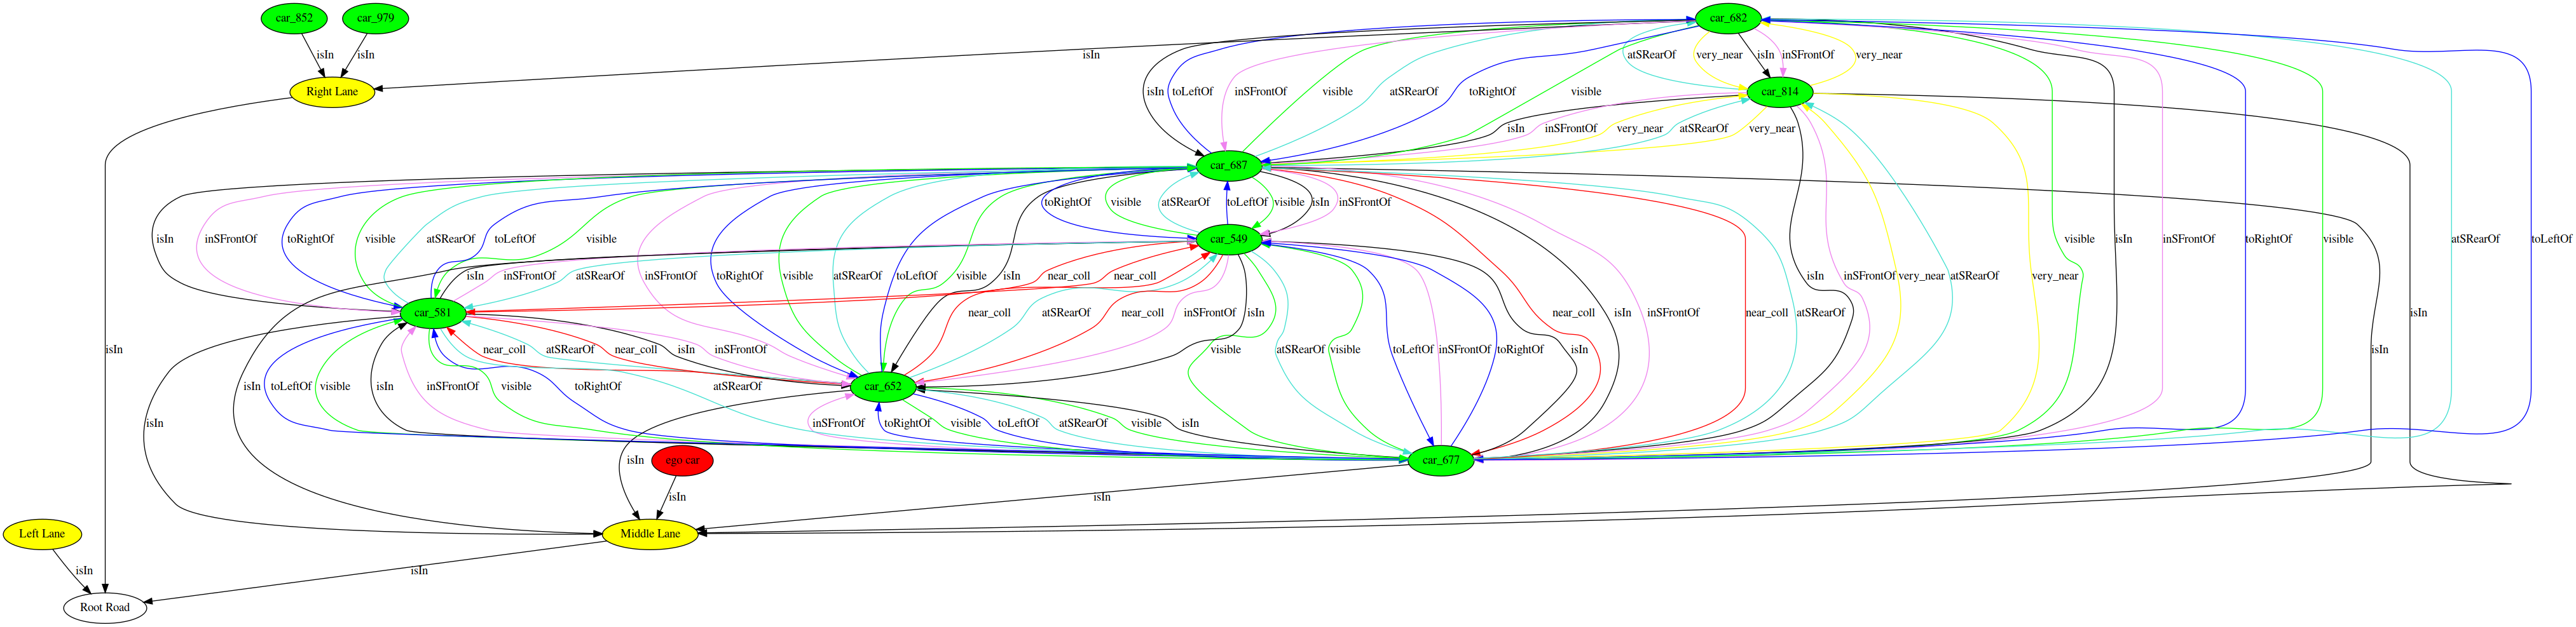 car_852 car_979 car_682
isIn isIn isIn atSRearOf very_near isIn inSFrontOf very_near
Right Lane isIn toLeftOf inSFrontOf visible atSRearOf toRightOf visible car_814
isIn inSFrontOf very_near atSRearOf very_near
car_687
toRightOf visible atSRearOf toLeftOf visible isIn inSFrontOf
isIn inSFrontOf toRightOf visible atSRearOf toLeftOf visible car_549 visible isIn inSFrontOf toRightOf visible atSRearOf toLeftOf
isIn inSFrontOf atSRearOf near_coll near_coll inSFrontOf toRightOf visible atSRearOf toLeftOf visible isIn isIn inSFrontOf very_near atSRearOf very_near
car_581 near_coll atSRearOf near_coll inSFrontOf isIn near_coll isIn inSFrontOf near_coll atSRearOf isIn
isIn near_coll atSRearOf near_coll isIn inSFrontOf visible atSRearOf visible toLeftOf inSFrontOf toRightOf isIn isIn
isIn toLeftOf visible isIn inSFrontOf visible toRightOf atSRearOf car_652
isIn inSFrontOf toRightOf visible toLeftOf atSRearOf visible isIn
isIn ego car car_677
isIn isIn
Left Lane Middle Lane
isIn isIn
Root Road